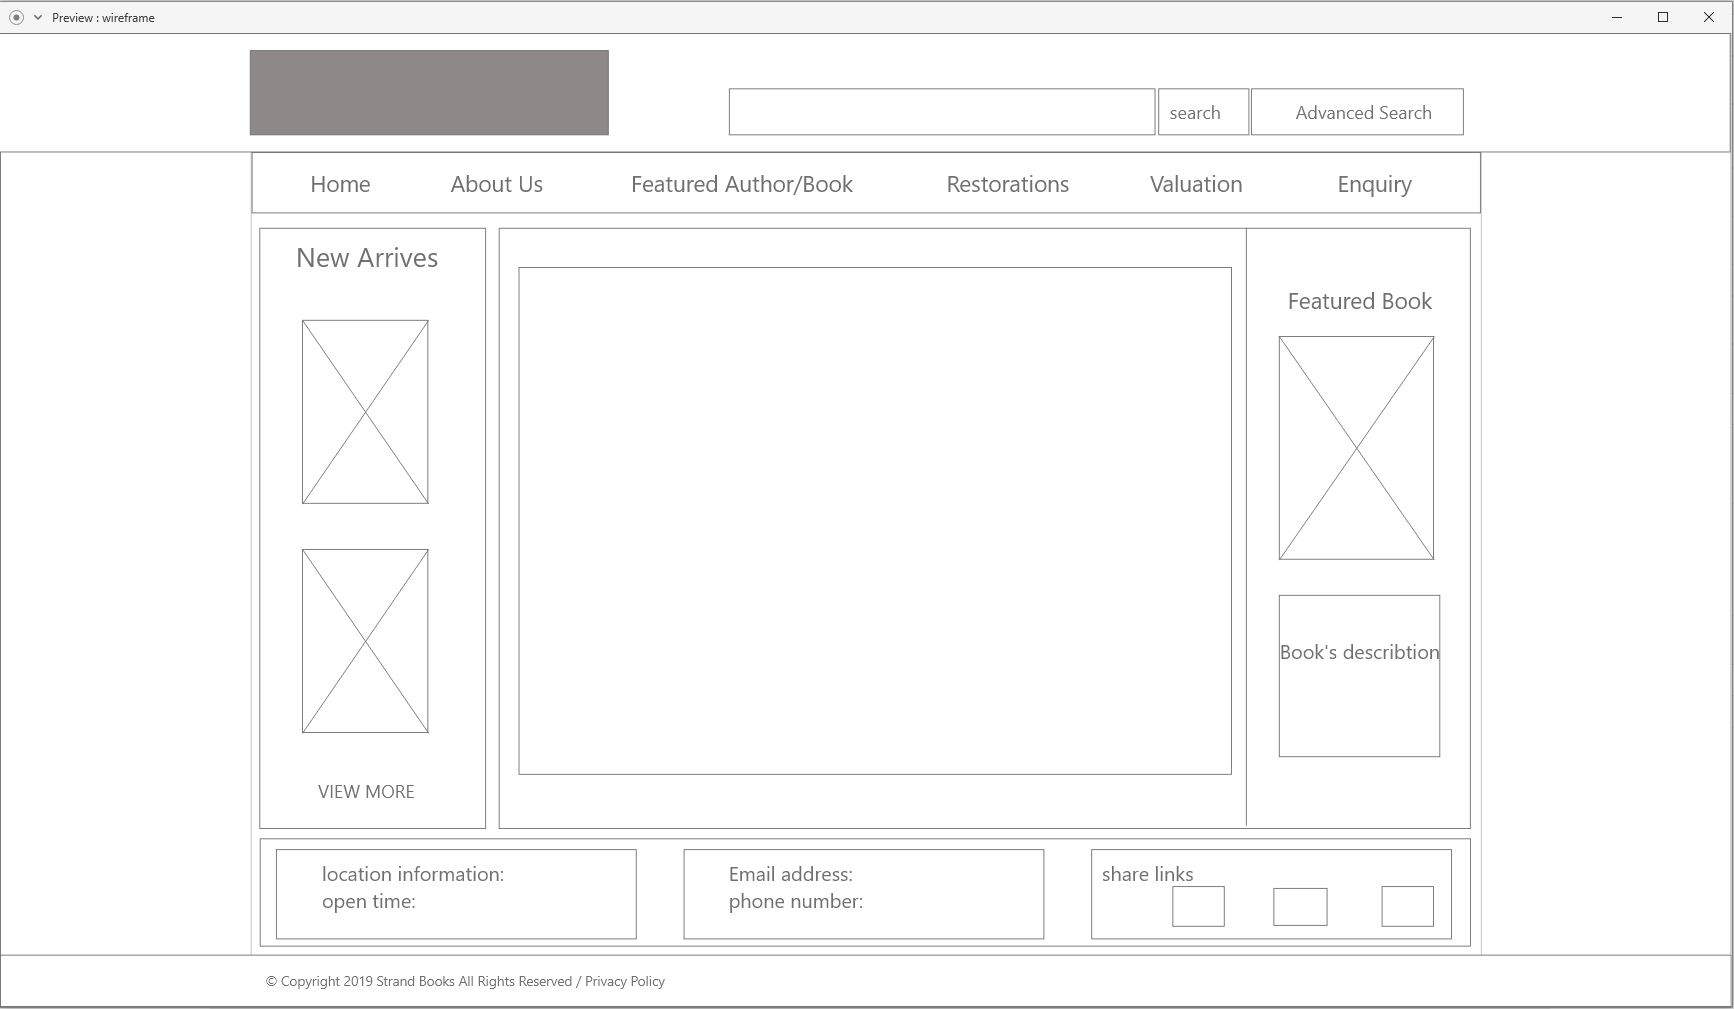 Preview : wireframe
search
Advanced Search
Home
About Us
Featured Author/Book
Restorations
Valuation
Enquiry
New Arrives
VIEW MORE
Featured Book
Book's describtion
location information:
open time:
Email address:
phone number:
share links
© Copyright 2019 Strand Books All Rights Reserved / Privacy Policy